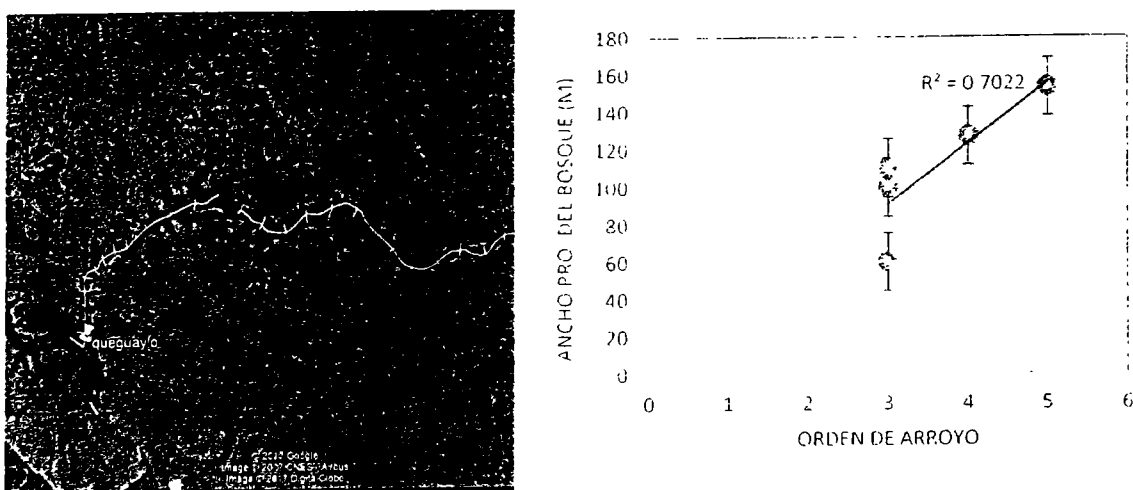 queguayto
© 2017 Google
Image © 2017 CNES / Airbus
Image © 2017 DigitalGlobe
180
160
140
120
100
80
60
40
20
0
ANCHO PRO DEL BOSQUE (M)
R² = 0.7022
0 1 2 3 4 5 6
ORDEN DE ARROYO